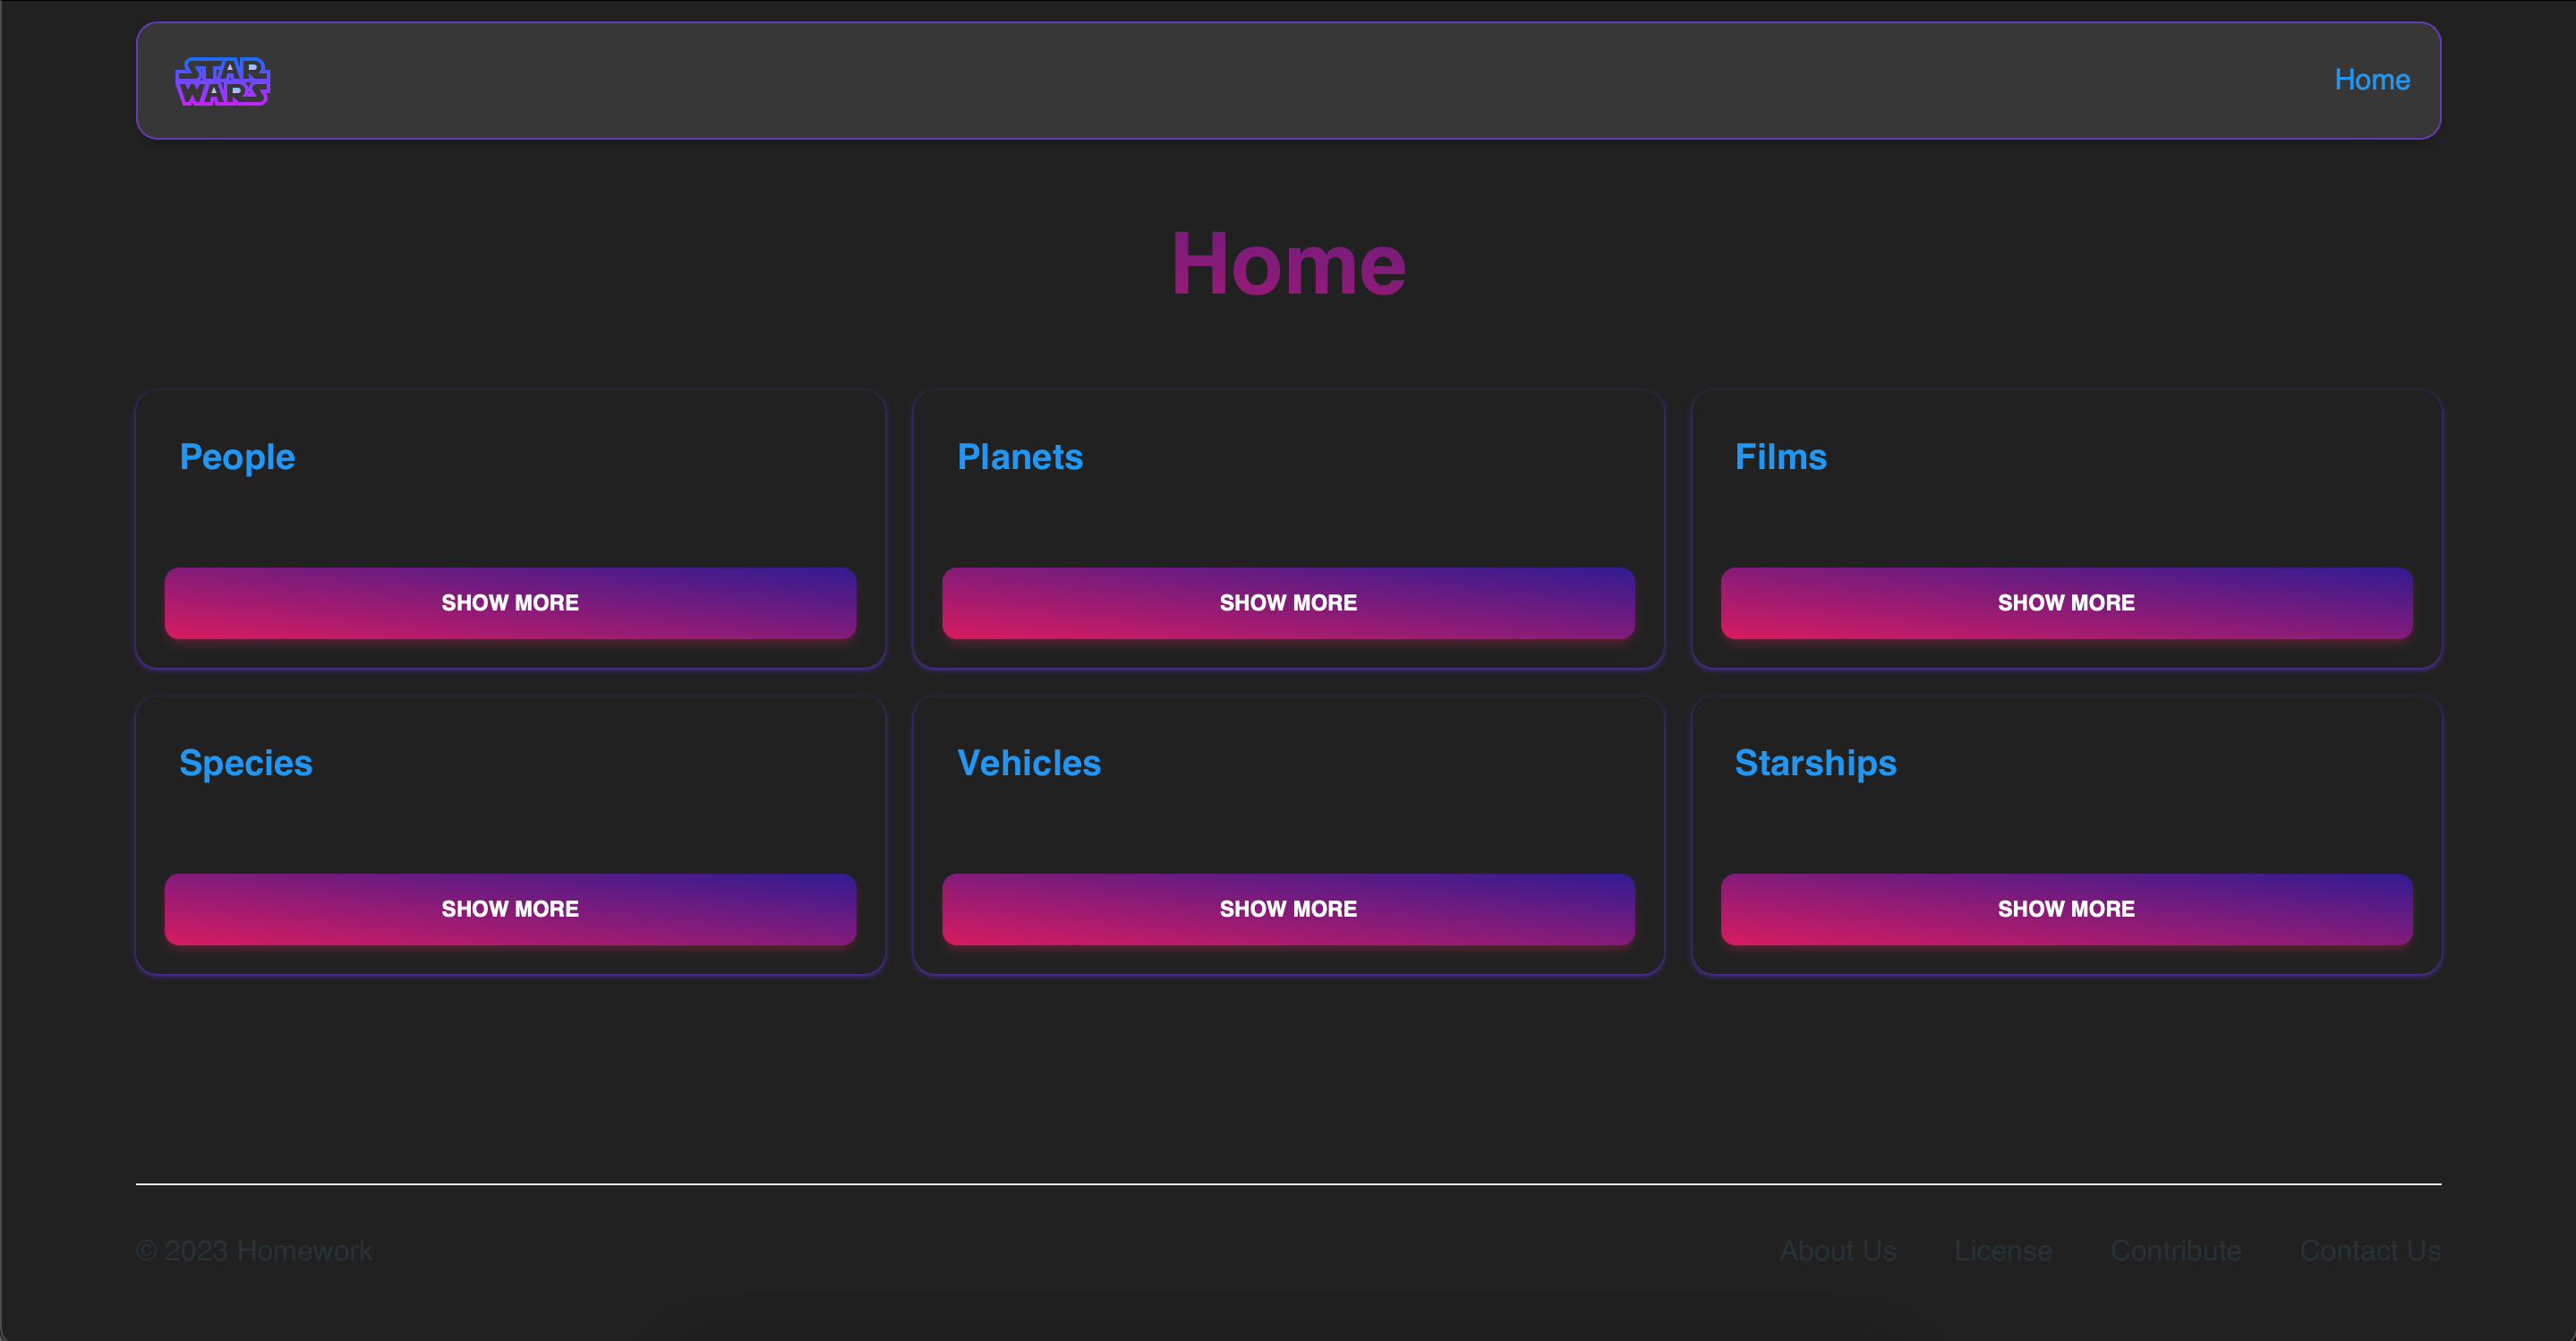 STAR
WARS
Home
Home
People
Planets
Films
SHOW MORE
SHOW MORE
SHOW MORE
Species
Vehicles
Starships
SHOW MORE
SHOW MORE
SHOW MORE
© 2023 Homework
About Us
License
Contribute
Contact Us